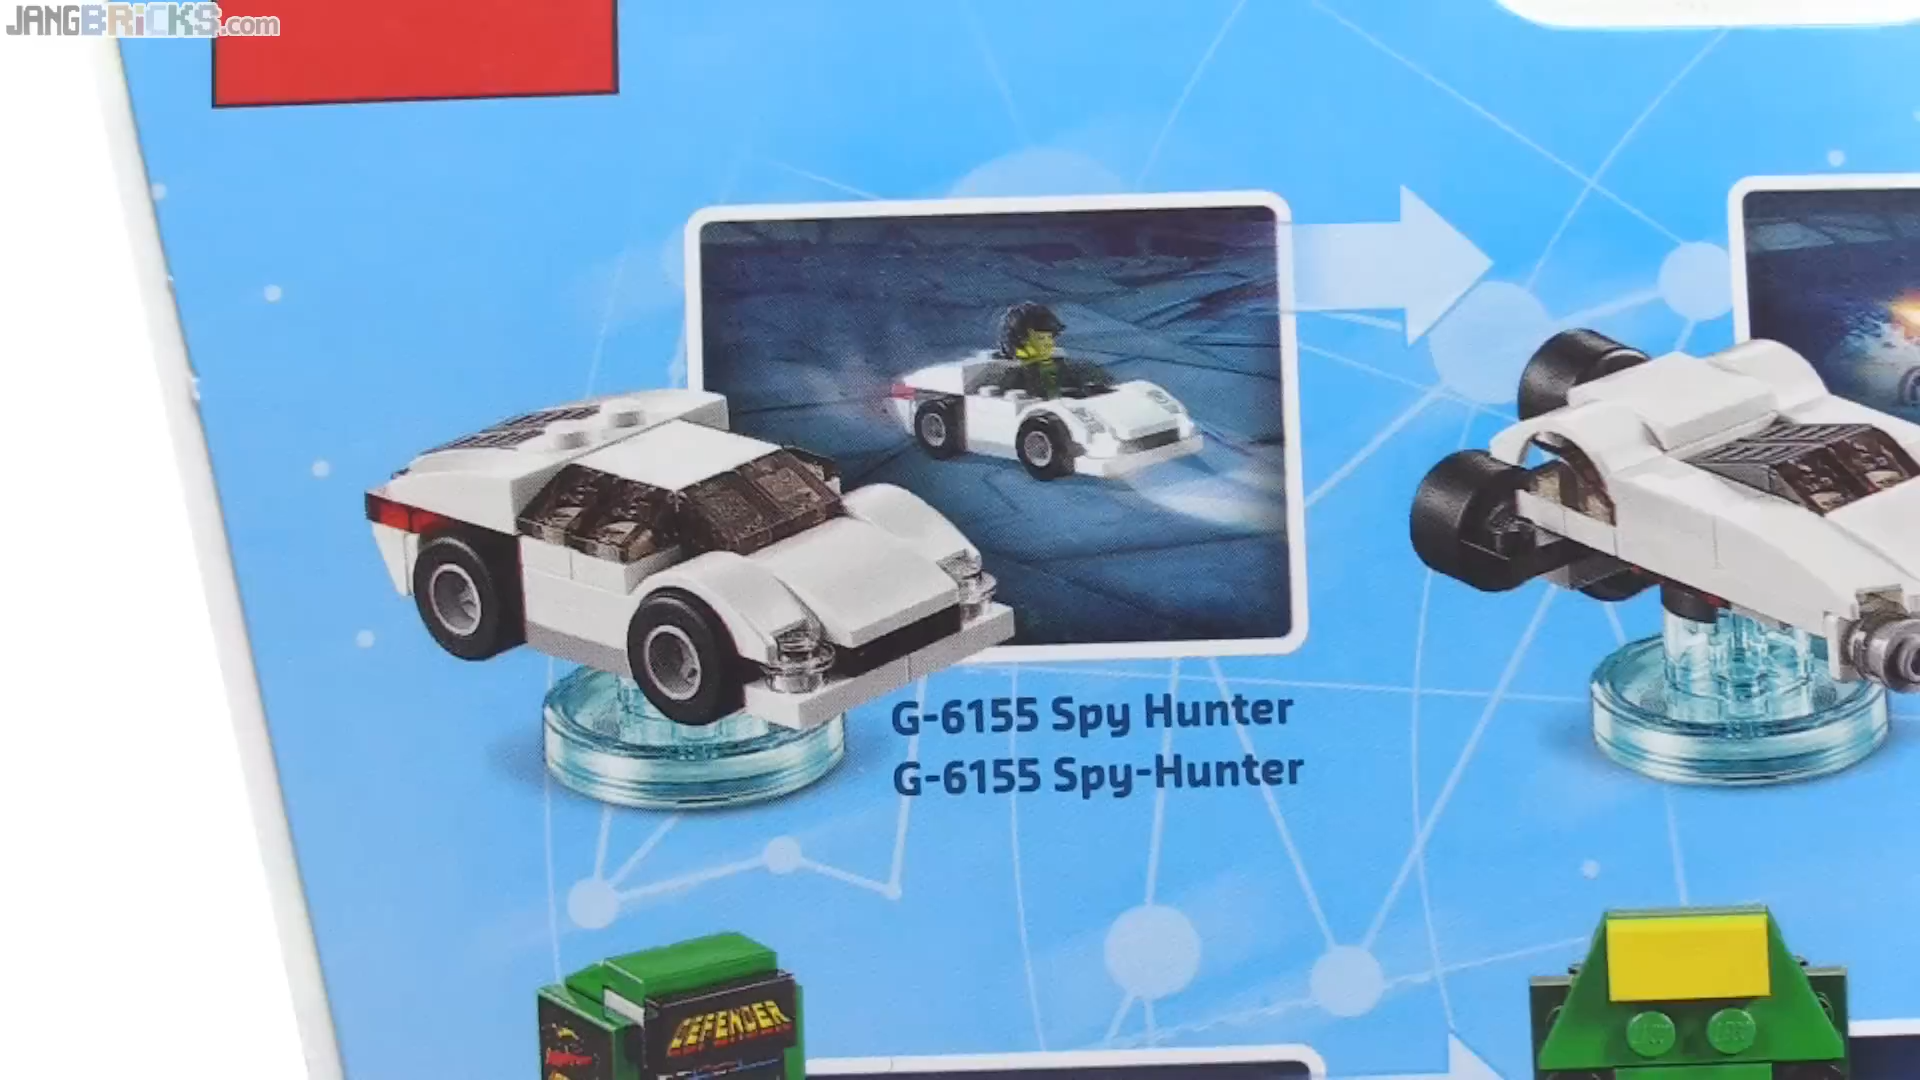 JANGBRiCKS.com
G-6155 Spy Hunter
G-6155 Spy-Hunter
DEFENDER